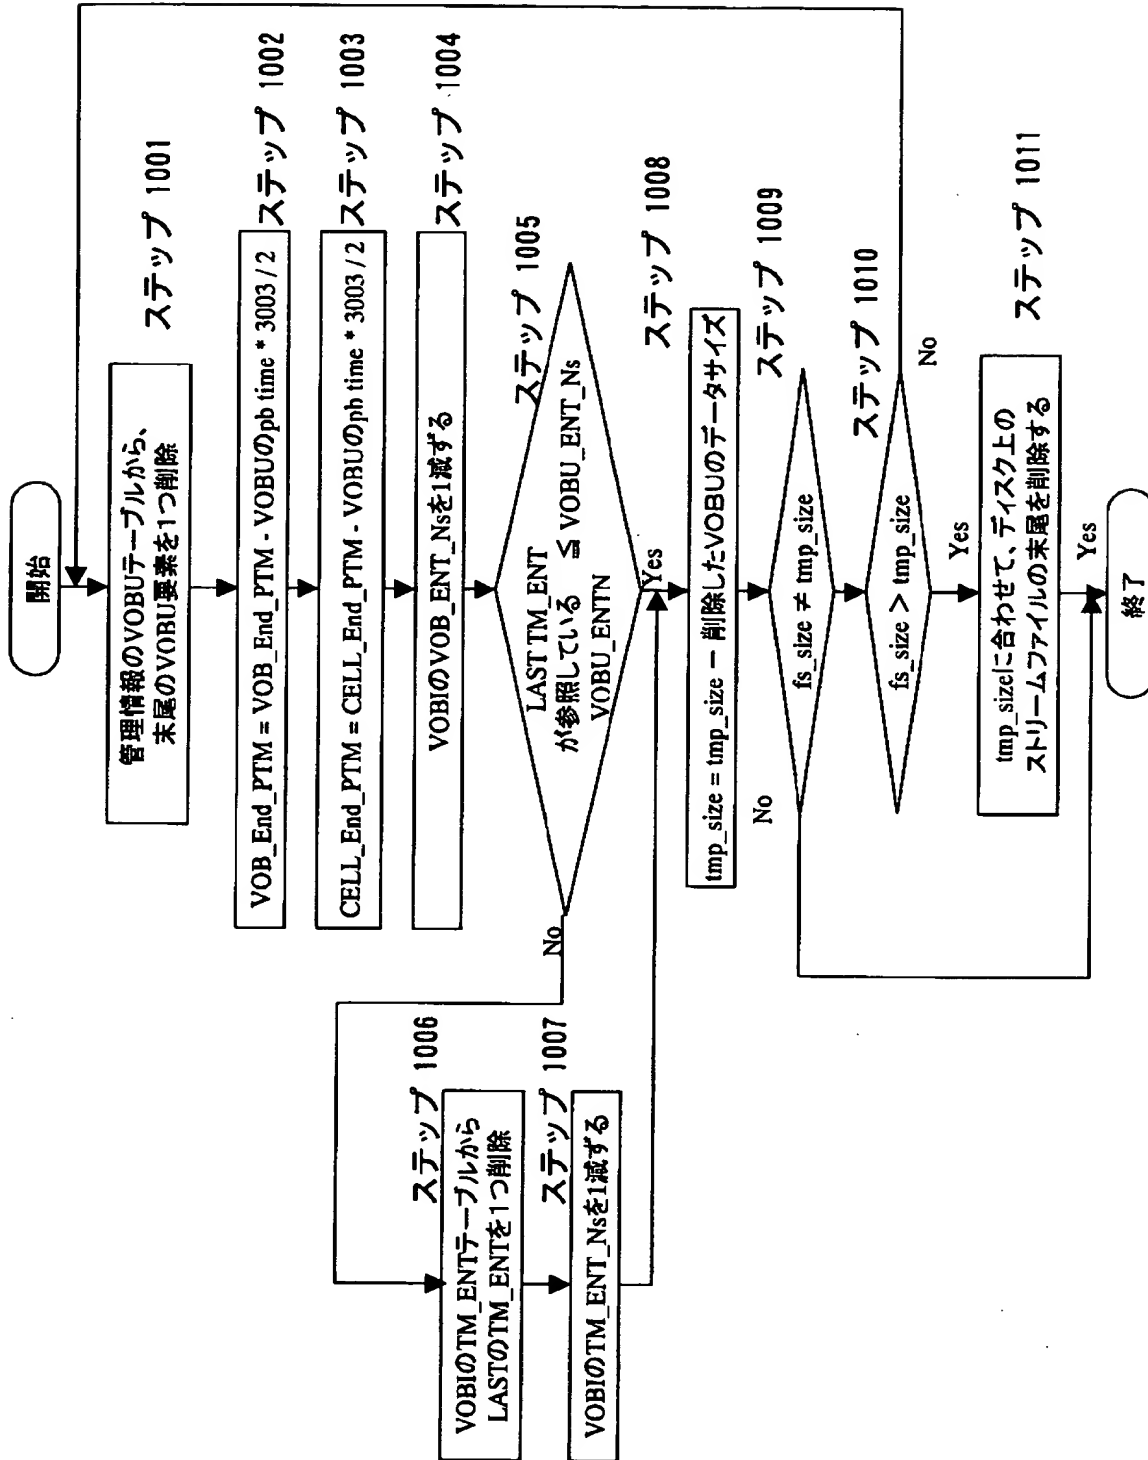 開始
管理情報のVOBUテーブルから、
末尾のVOBU要素を1つ削除
ステップ 1001
VOB_End_PTM = VOB_End_PTM - VOBUのpb time * 3003 / 2
ステップ 1002
CELL_End_PTM = CELL_End_PTM - VOBUのpb time * 3003 / 2
ステップ 1003
VOBIのVOB_ENT_Nsを1減ずる
ステップ 1004
LAST TM_ENT
が参照している ≦ VOBU_ENT_Ns
VOBU_ENTN
ステップ 1005
No
Yes
VOBIのTM_ENTテーブルから
LASTのTM_ENTを1つ削除
ステップ 1006
VOBIのTM_ENT_Nsを1減ずる
ステップ 1007
tmp_size = tmp_size － 削除したVOBUのデータサイズ
ステップ 1008
fs_size ≠ tmp_size
ステップ 1009
No
fs_size > tmp_size
ステップ 1010
No
Yes
tmp_sizeに合わせて、ディスク上の
ストリームファイルの末尾を削除する
ステップ 1011
Yes
終了